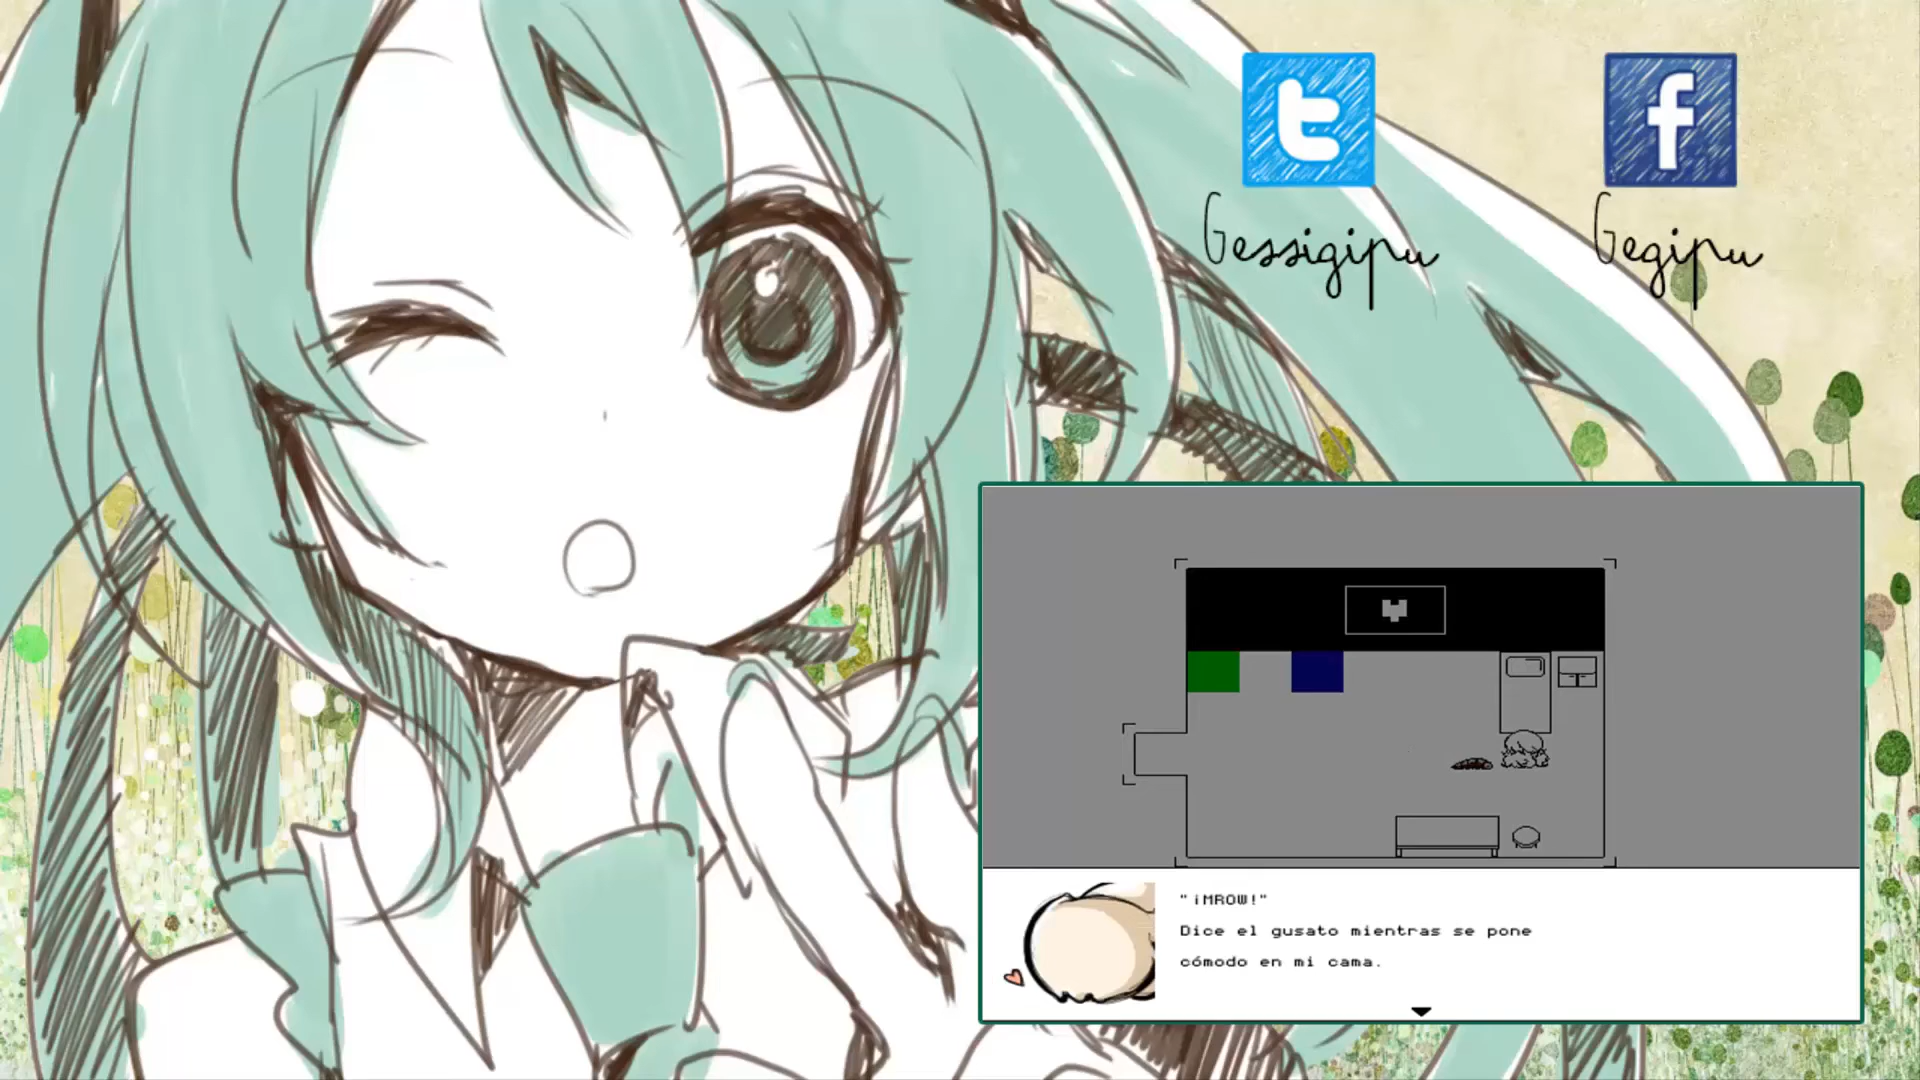 Gessigipu
Gegipu
"¡MROW!"
Dice el gusato mientras se pone
cómodo en mi cama.